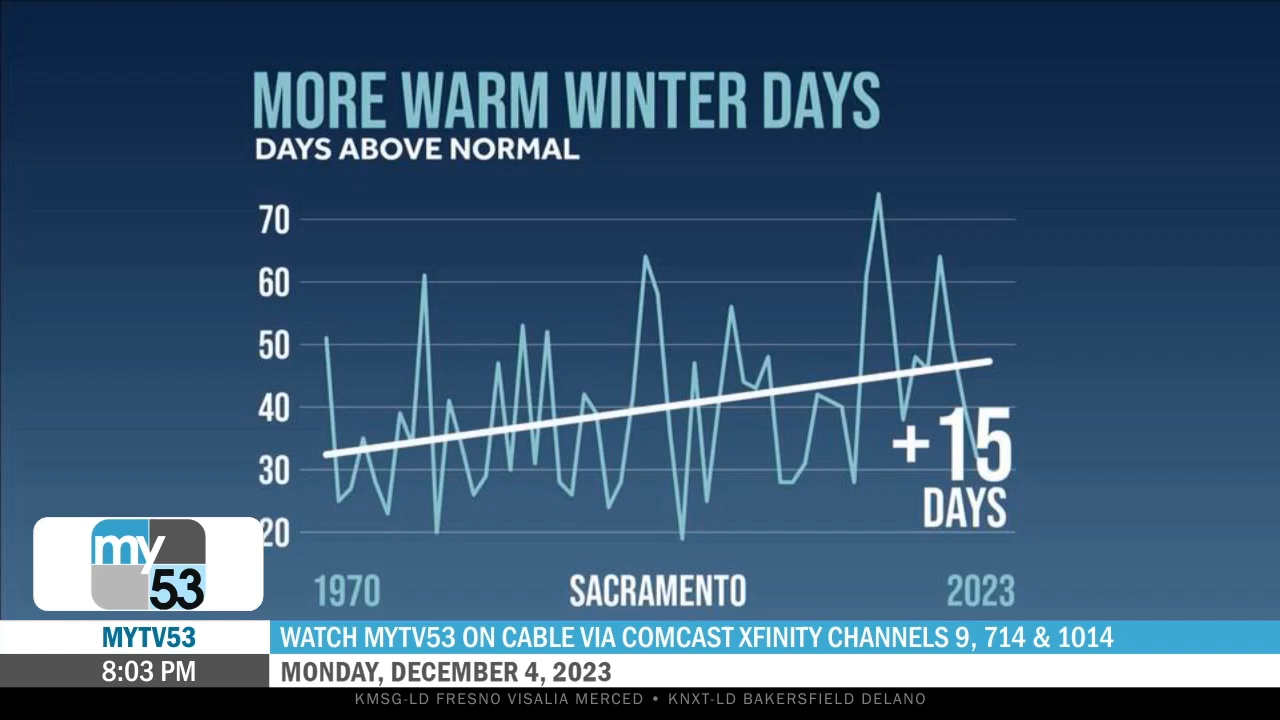 MORE WARM WINTER DAYS
DAYS ABOVE NORMAL
70
60
50
40
30
20
+15
DAYS
1970 SACRAMENTO 2023
my
53
MYTV53 WATCH MYTV53 ON CABLE VIA COMCAST XFINITY CHANNELS 9, 714 & 1014
8:03 PM MONDAY, DECEMBER 4, 2023
KMSG-LD FRESNO VISALIA MERCED • KNXT-LD BAKERSFIELD DELANO